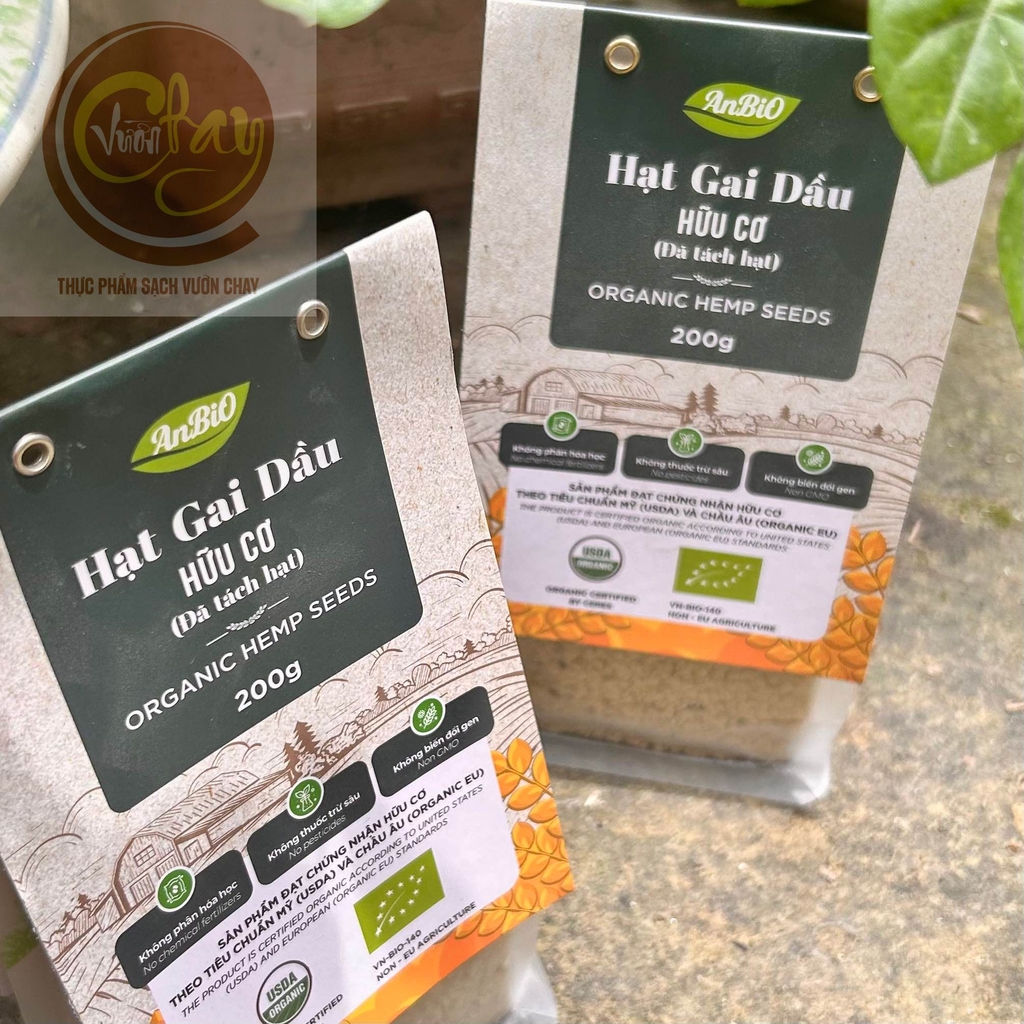 Vườn
Chay
THỰC PHẨM SẠCH VƯỜN CHAY
AnBiO
Hạt Gai Dầu
HỮU CƠ
(Đã tách hạt)
ORGANIC HEMP SEEDS
200g
Không phân hóa học
No chemical fertilizers
Không thuốc trừ sâu
No pesticides
Không biến đổi gen
Non GMO
SẢN PHẨM ĐẠT CHỨNG NHẬN HỮU CƠ
THEO TIÊU CHUẨN MỸ (USDA) VÀ CHÂU ÂU (ORGANIC EU)
THE PRODUCT IS CERTIFIED ORGANIC ACCORDING TO UNITED STATES
(USDA) AND EUROPEAN (ORGANIC EU) STANDARDS
USDA
ORGANIC
ORGANIC CERTIFIED
BY CERES
VN-BIO-140
NON - EU AGRICULTURE
AnBiO
Hạt Gai Dầu
HỮU CƠ
(Đã tách hạt)
ORGANIC HEMP SEEDS
200g
Không phân hóa học
No chemical fertilizers
Không thuốc trừ sâu
No pesticides
Không biến đổi gen
Non GMO
SẢN PHẨM ĐẠT CHỨNG NHẬN HỮU CƠ
THEO TIÊU CHUẨN MỸ (USDA) VÀ CHÂU ÂU (ORGANIC EU)
THE PRODUCT IS CERTIFIED ORGANIC ACCORDING TO UNITED STATES
(USDA) AND EUROPEAN (ORGANIC EU) STANDARDS
USDA
ORGANIC
VN-BIO-140
NON - EU AGRICULTURE